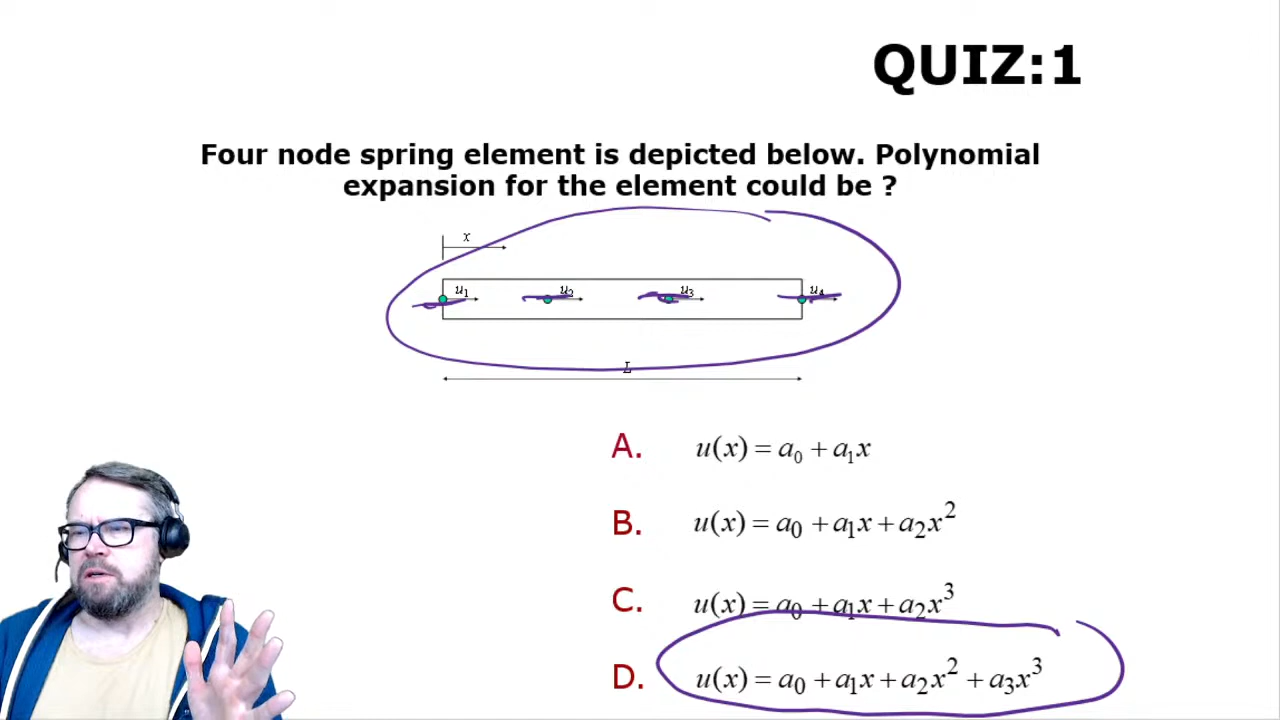 QUIZ:1
Four node spring element is depicted below. Polynomial
expansion for the element could be ?
x
u₁ u₂ u₃ u₄
L
A. u(x) = a₀ + a₁x
B. u(x) = a₀ + a₁x + a₂x²
C. u(x) = a₀ + a₁x + a₂x³
D. u(x) = a₀ + a₁x + a₂x² + a₃x³